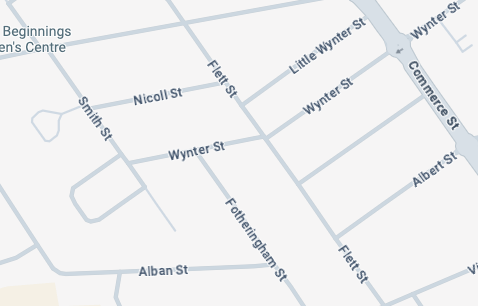 Beginnings
en's Centre
Wynter St
Little Wynter St
Flett St
Commerce St
Nicoll St
Wynter St
Smith St
Wynter St
Albert St
Fotheringham St
Flett St
Alban St
Vi